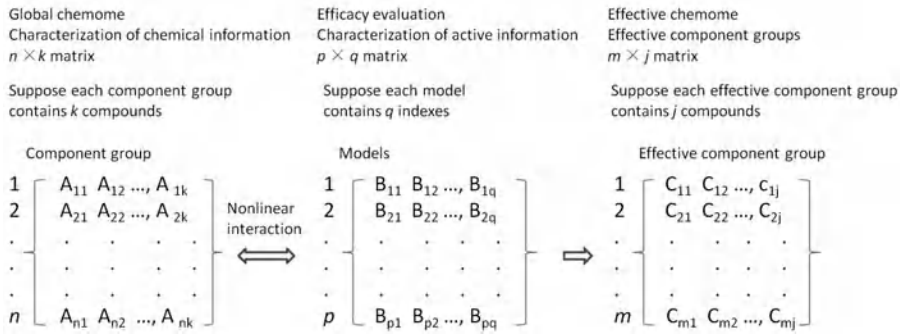 Global chemome
Characterization of chemical information
n × k matrix
Suppose each component group
contains k compounds
Component group
1 A11 A12 ..., A 1k
2 A21 A22 ..., A 2k
. . . . .
. . . . .
. . . . .
n An1 An2 ..., A nk
Nonlinear
interaction
Efficacy evaluation
Characterization of active information
p × q matrix
Suppose each model
contains q indexes
Models
1 B11 B12 ..., B1q
2 B21 B22 ..., B2q
. . . . .
. . . . .
. . . . .
p Bp1 Bp2 ..., Bpq
Effective chemome
Effective component groups
m × j matrix
Suppose each effective component group
contains j compounds
Effective component group
1 C11 C12 ..., c1j
2 C21 C22 ..., C2j
. . . . .
. . . . .
. . . . .
m Cm1 Cm2 ..., Cmj